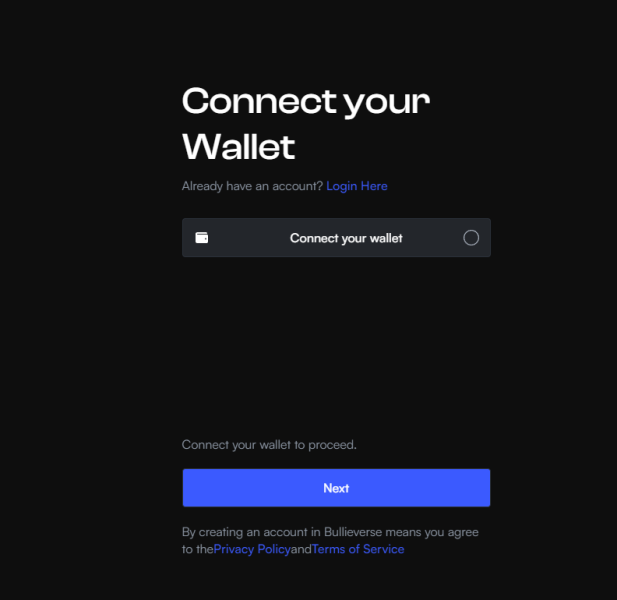 Connect your
Wallet
Already have an account? Login Here
Connect your wallet
Connect your wallet to proceed.
Next
By creating an account in Bullieverse means you agree
to thePrivacy PolicyandTerms of Service